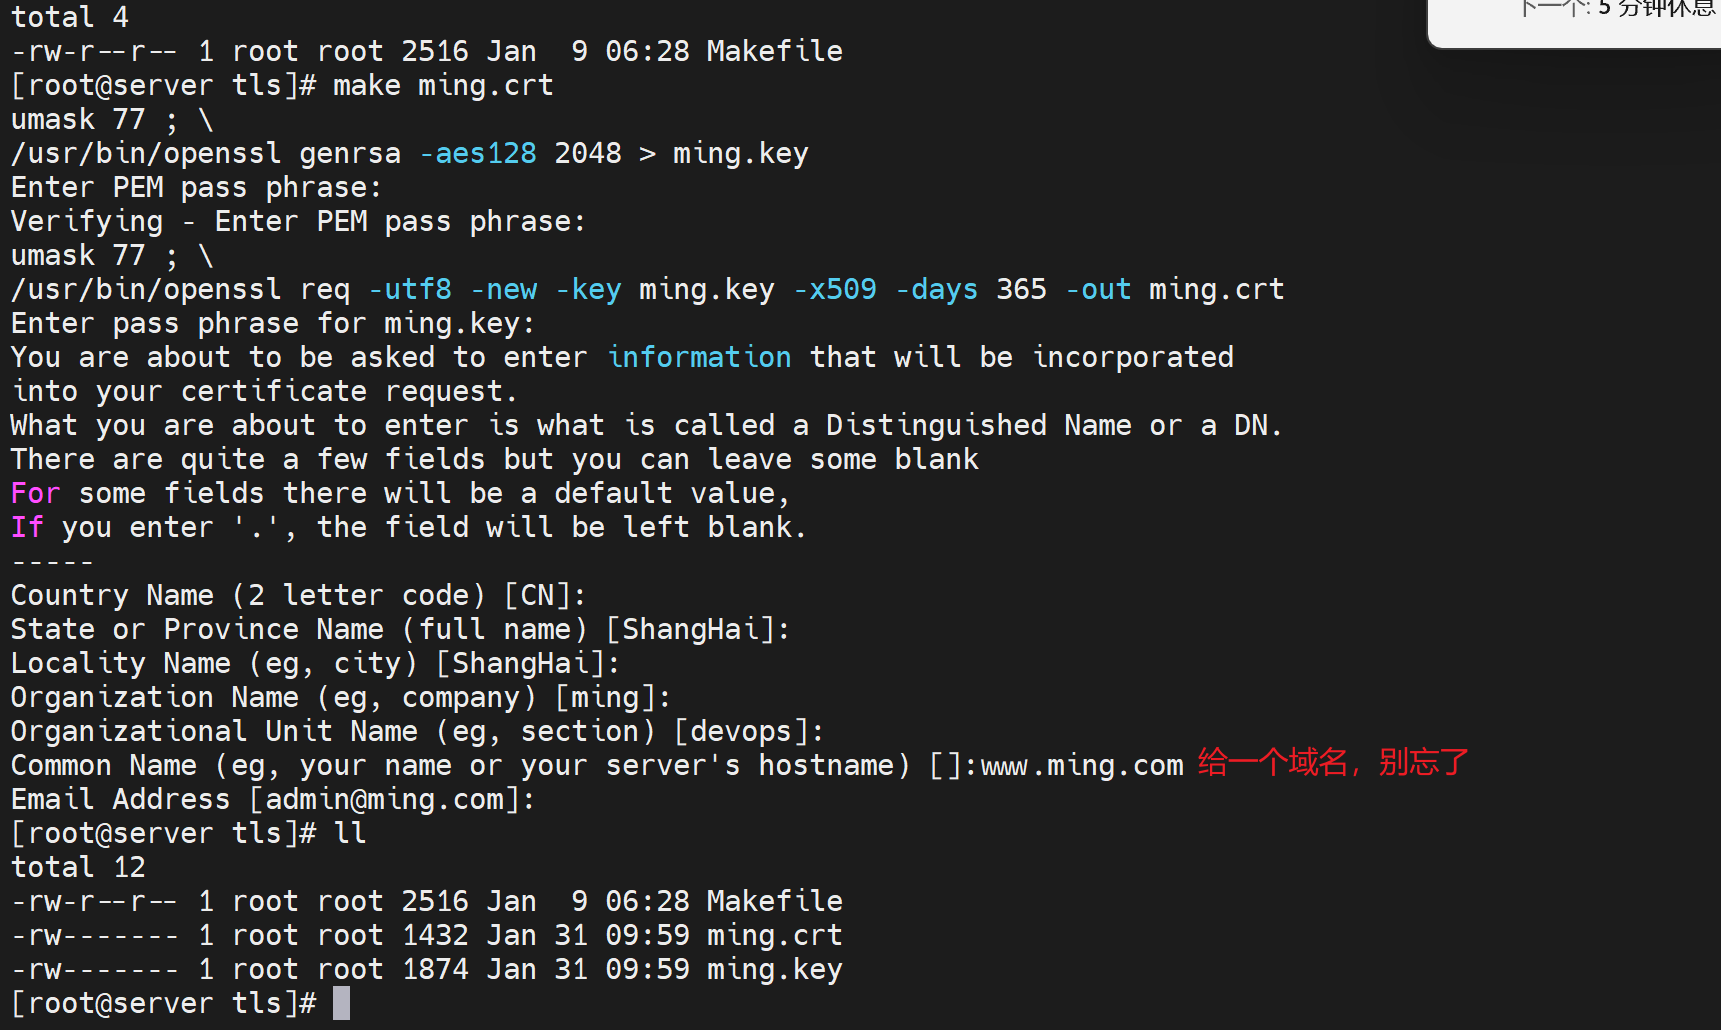 total 4
下一个: 5 分钟休息
-rw-r--r-- 1 root root 2516 Jan  9 06:28 Makefile
[root@server tls]# make ming.crt
umask 77 ; \
/usr/bin/openssl genrsa -aes128 2048 > ming.key
Enter PEM pass phrase:
Verifying - Enter PEM pass phrase:
umask 77 ; \
/usr/bin/openssl req -utf8 -new -key ming.key -x509 -days 365 -out ming.crt
Enter pass phrase for ming.key:
You are about to be asked to enter information that will be incorporated
into your certificate request.
What you are about to enter is what is called a Distinguished Name or a DN.
There are quite a few fields but you can leave some blank
For some fields there will be a default value,
If you enter '.', the field will be left blank.
-----
Country Name (2 letter code) [CN]:
State or Province Name (full name) [ShangHai]:
Locality Name (eg, city) [ShangHai]:
Organization Name (eg, company) [ming]:
Organizational Unit Name (eg, section) [devops]:
Common Name (eg, your name or your server's hostname) []:www.ming.com 给一个域名，别忘了
Email Address [admin@ming.com]:
[root@server tls]# ll
total 12
-rw-r--r-- 1 root root 2516 Jan  9 06:28 Makefile
-rw------- 1 root root 1432 Jan 31 09:59 ming.crt
-rw------- 1 root root 1874 Jan 31 09:59 ming.key
[root@server tls]#